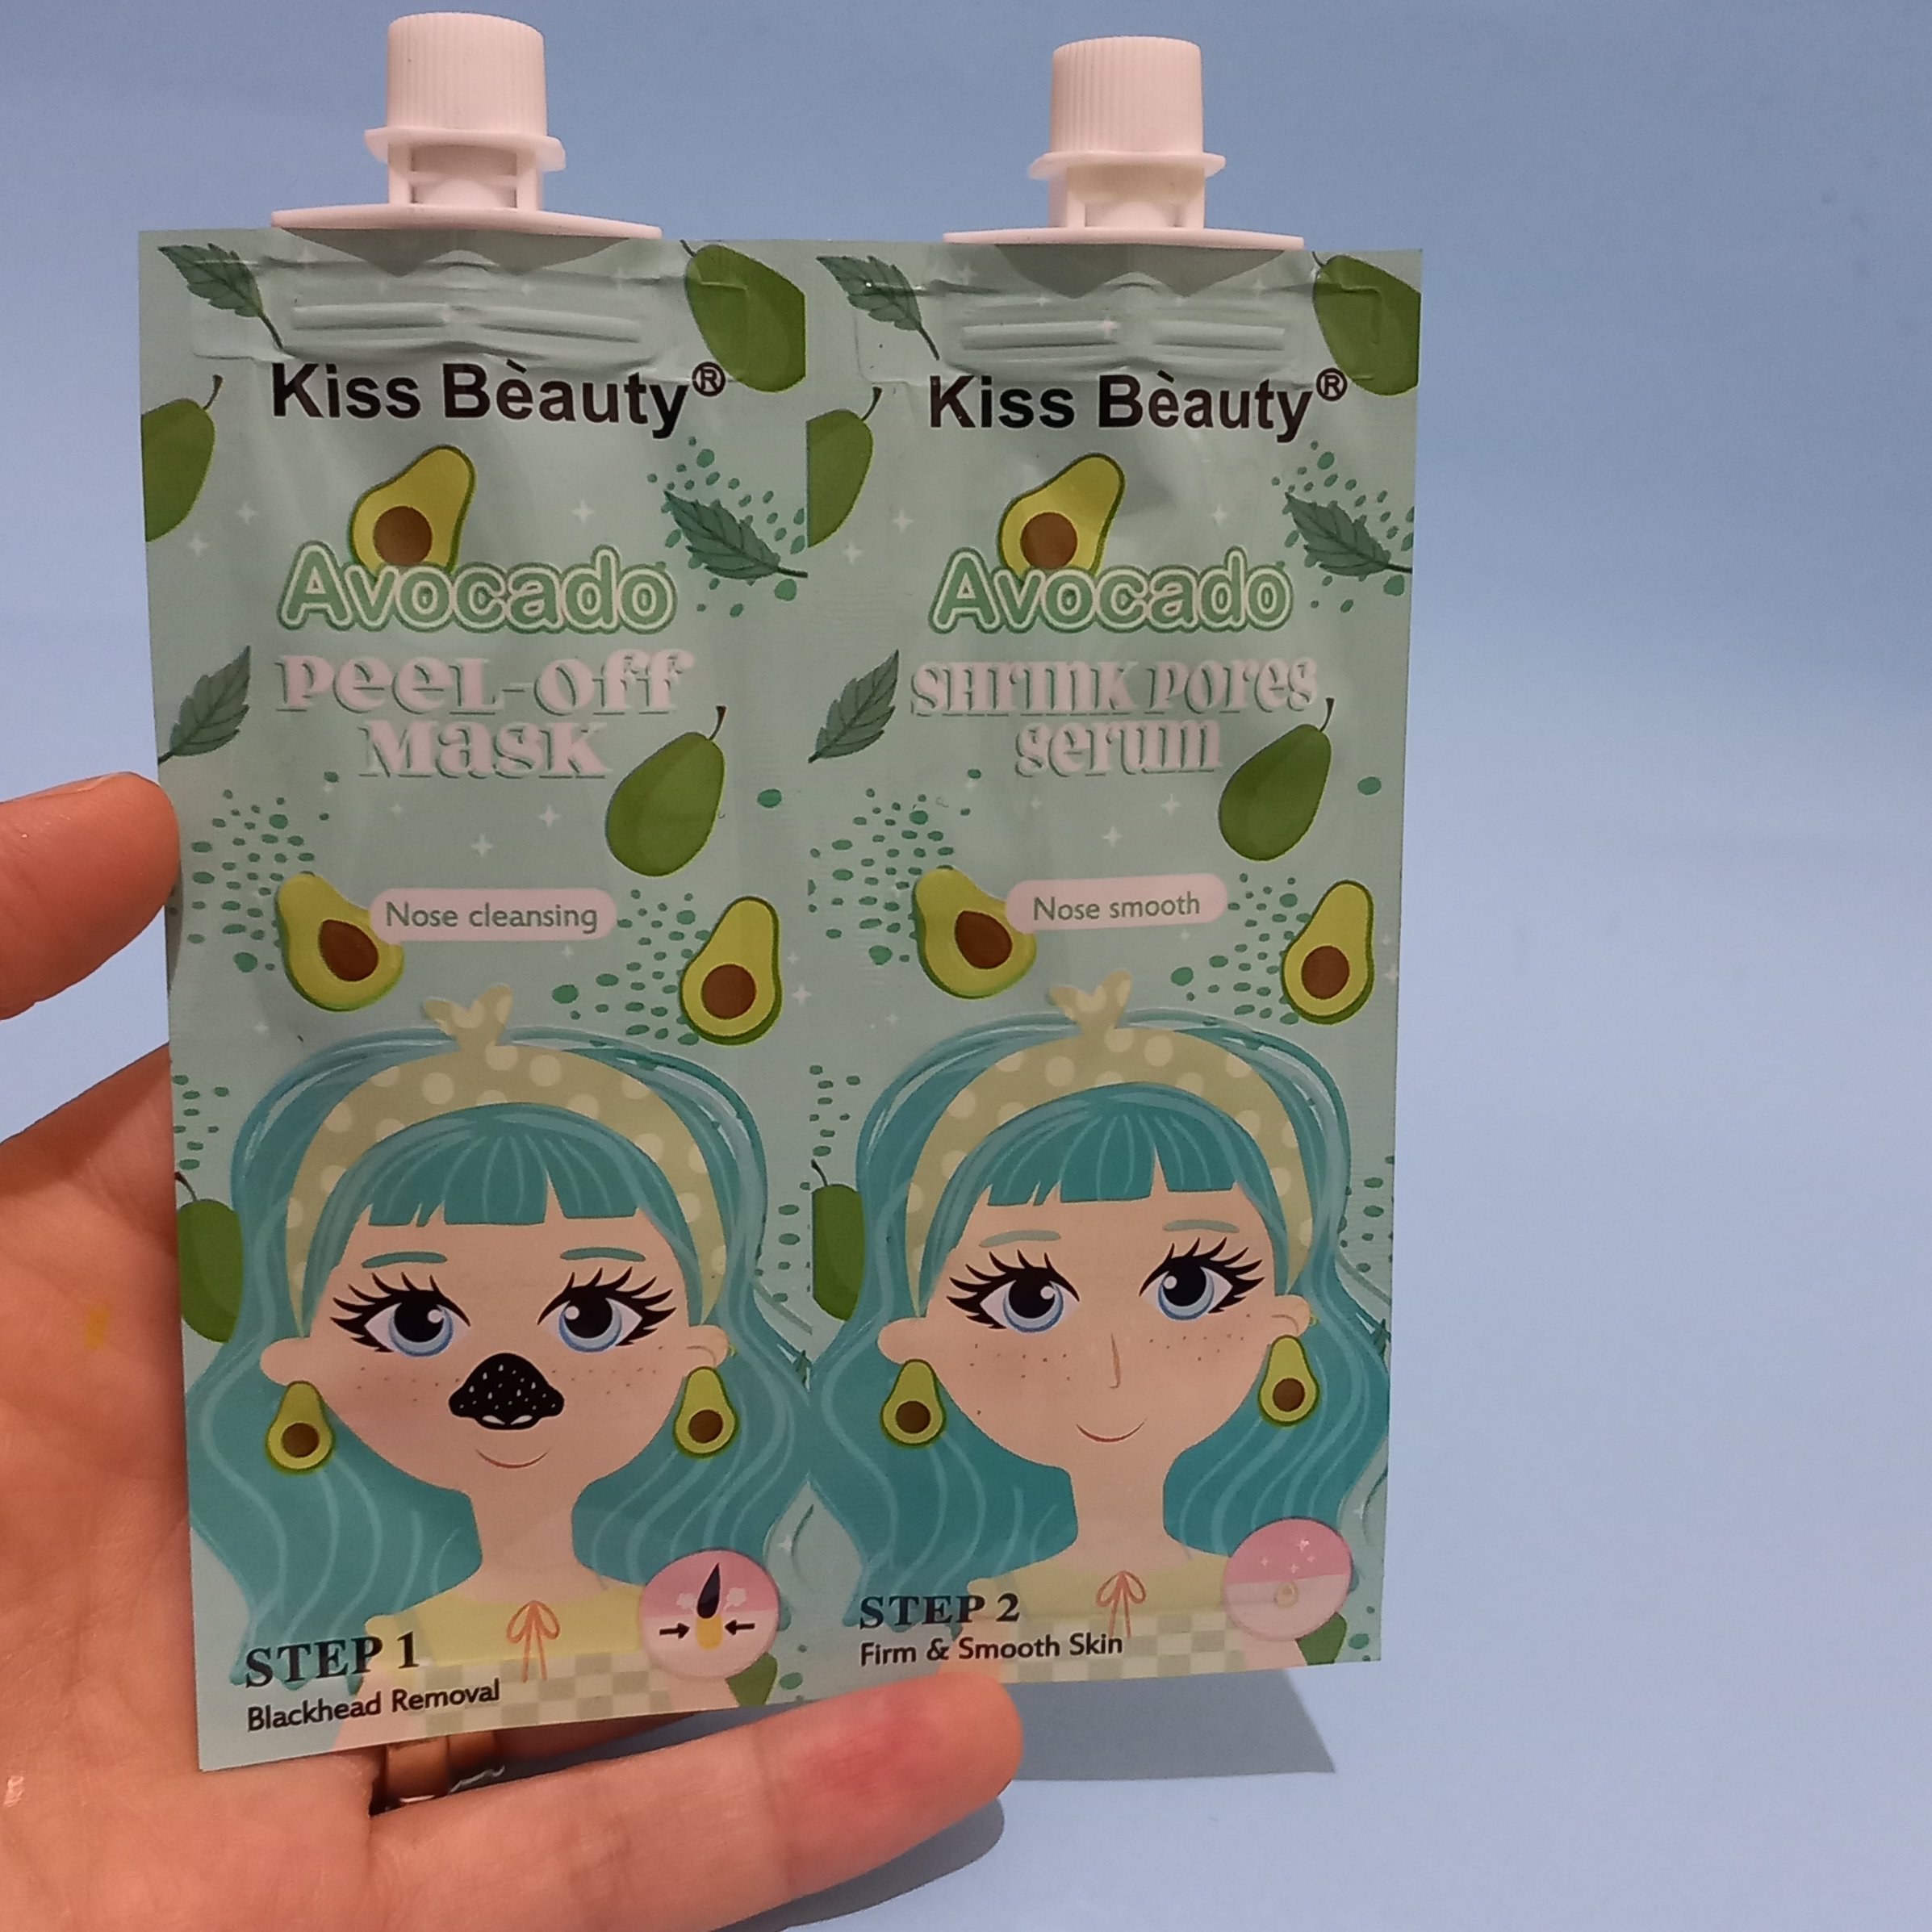 Kiss Bèauty®
Avocado
Peel-Off
Mask
Nose cleansing
STEP 1
Blackhead Removal
Kiss Bèauty®
Avocado
Shrink Pores
Serum
Nose smooth
STEP 2
Firm & Smooth Skin